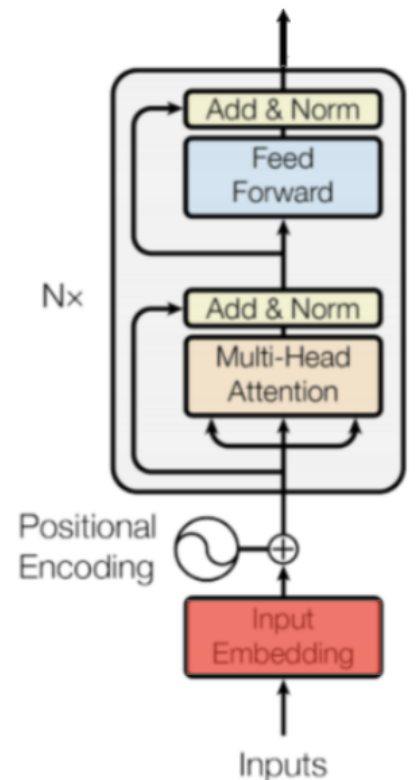 Add & Norm
Feed
Forward
Nx
Add & Norm
Multi-Head
Attention
Positional
Encoding
Input
Embedding
Inputs